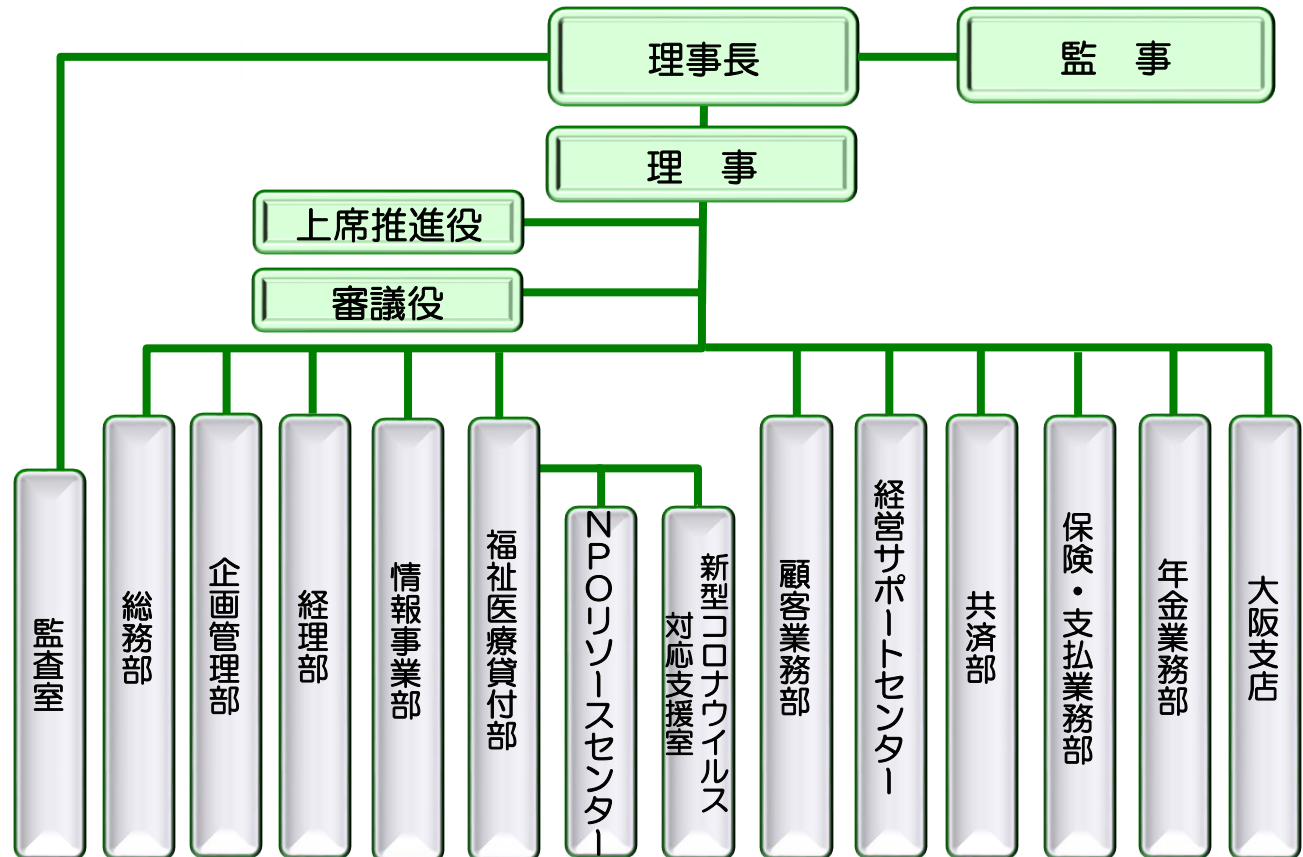 理事長
監　事
理　事
上席推進役
審議役
監査室
総務部
企画管理部
経理部
情報事業部
福祉医療貸付部
ＮＰＯリソースセンター
新型コロナウイルス
対応支援室
顧客業務部
経営サポートセンター
共済部
保険・支払業務部
年金業務部
大阪支店